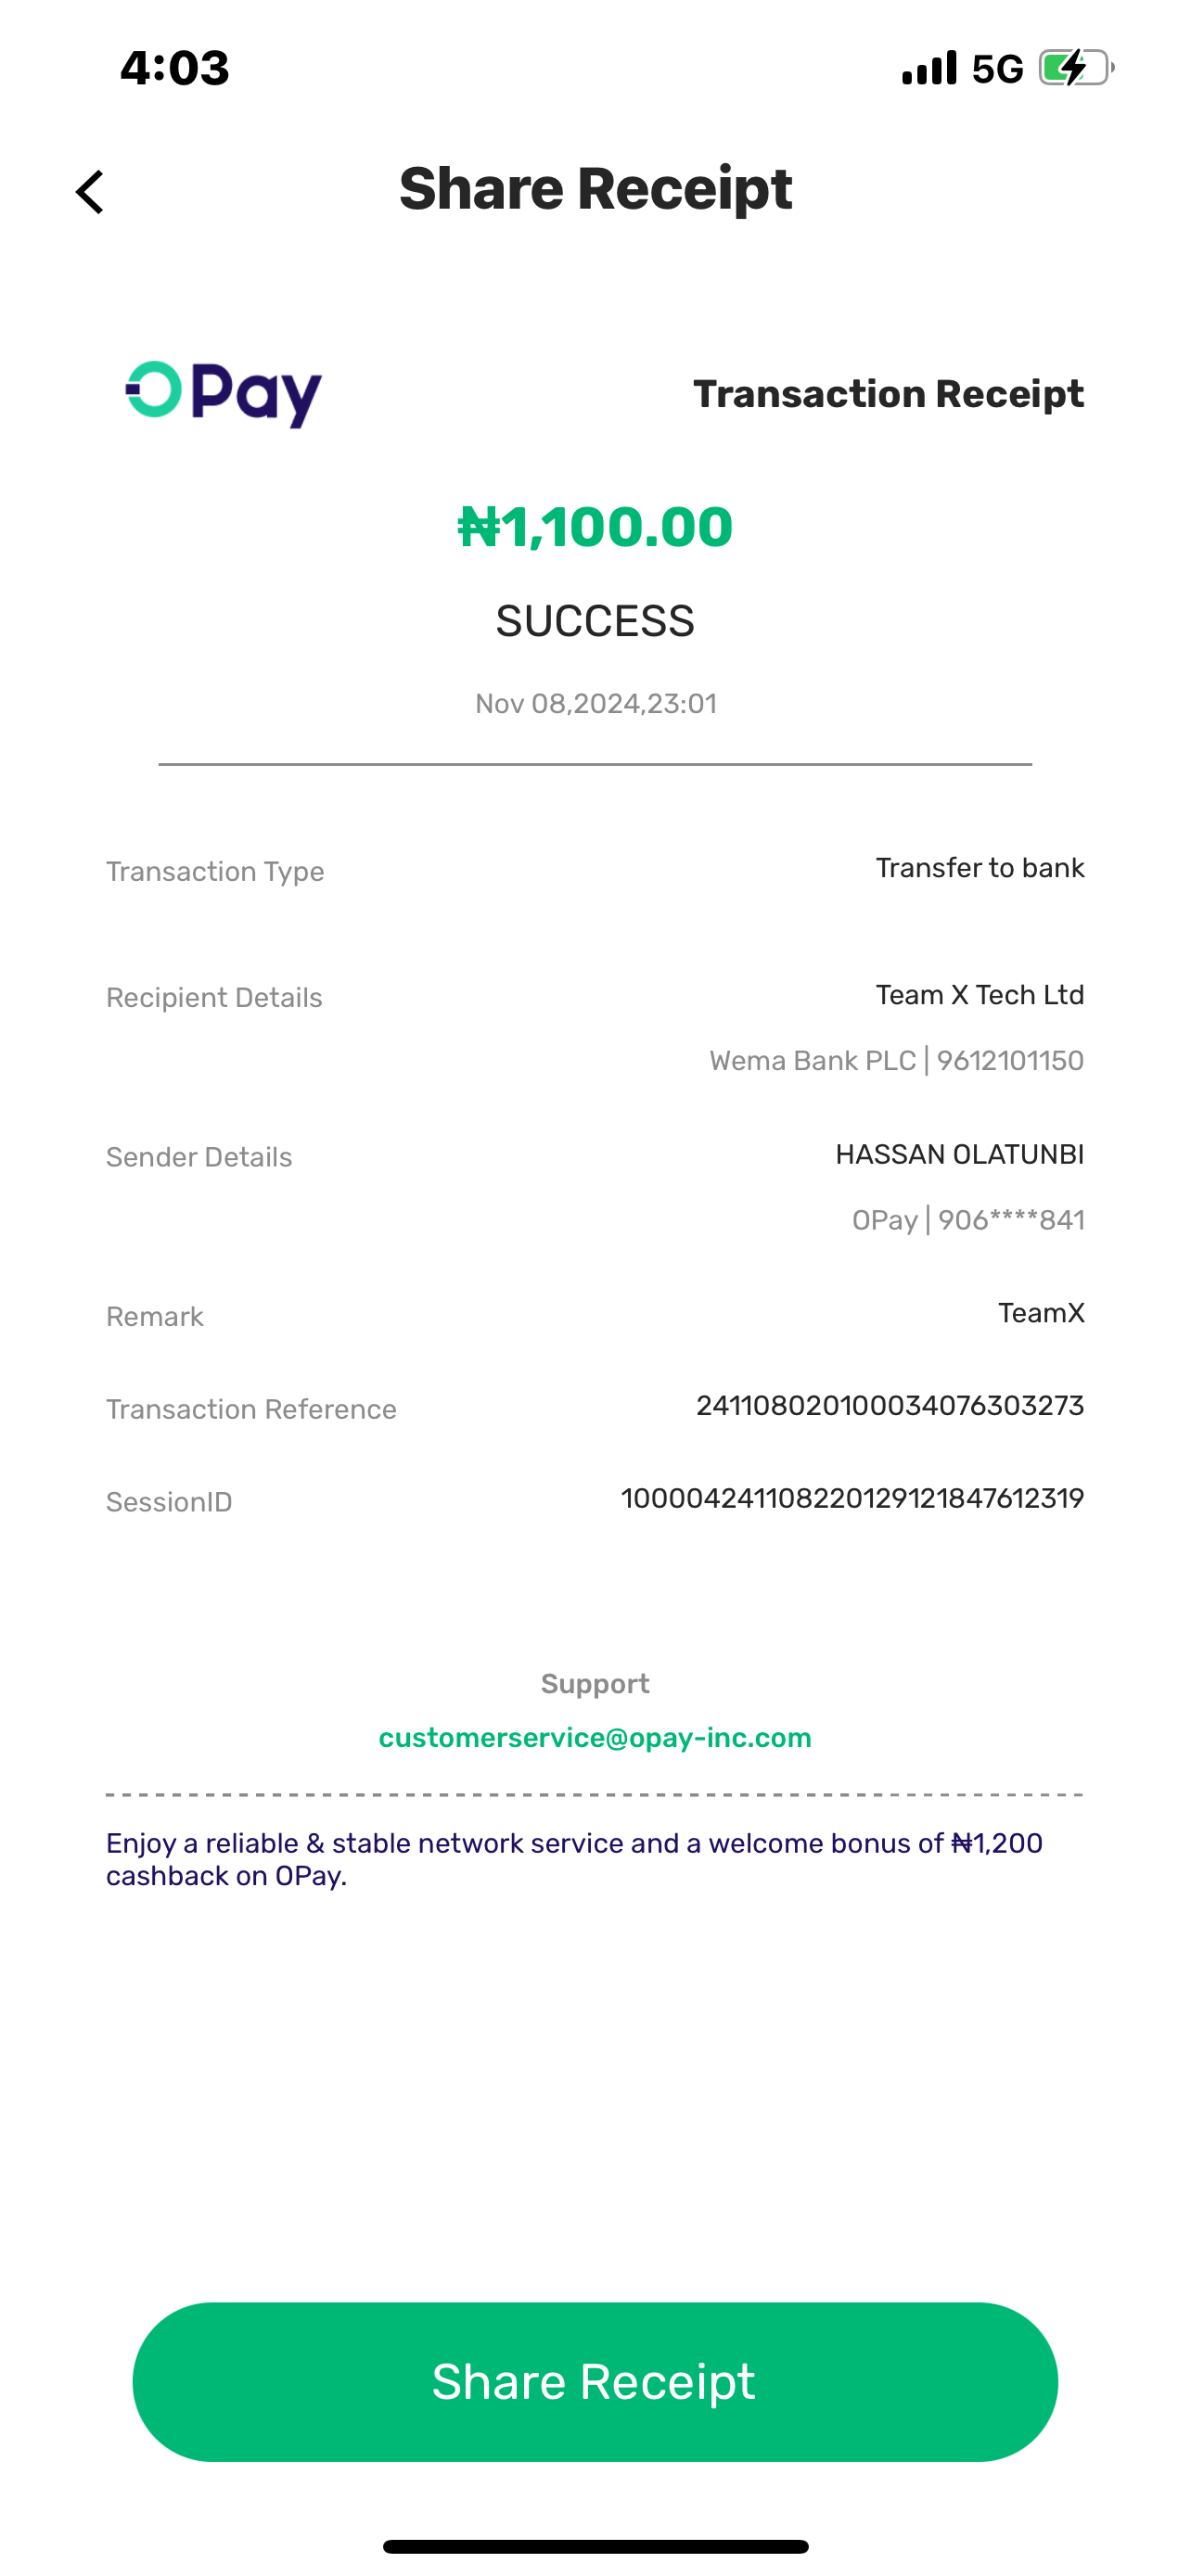 4:03 5G
Share Receipt
OPay Transaction Receipt
₦1,100.00
SUCCESS
Nov 08,2024,23:01
Transaction Type Transfer to bank
Recipient Details Team X Tech Ltd
Wema Bank PLC | 9612101150
Sender Details HASSAN OLATUNBI
OPay | 906****841
Remark TeamX
Transaction Reference 241108020100034076303273
SessionID 100004241108220129121847612319
Support
customerservice@opay-inc.com
Enjoy a reliable & stable network service and a welcome bonus of ₦1,200
cashback on OPay.
Share Receipt